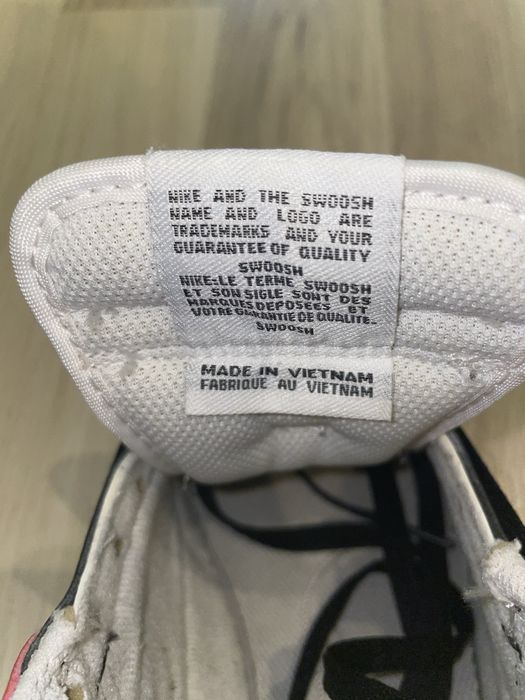 NIKE AND THE SWOOSH
NAME AND LOGO ARE
TRADEMARKS AND YOUR
GUARANTEE OF QUALITY
SWOOSH
NIKE:LE TERME SWOOSH
ET SON SIGLE SONT DES
MARQUES DEPOSEES ET
VOTRE GARANTIE DE QUALITE.
SWOOSH
MADE IN VIETNAM
FABRIQUE AU VIETNAM